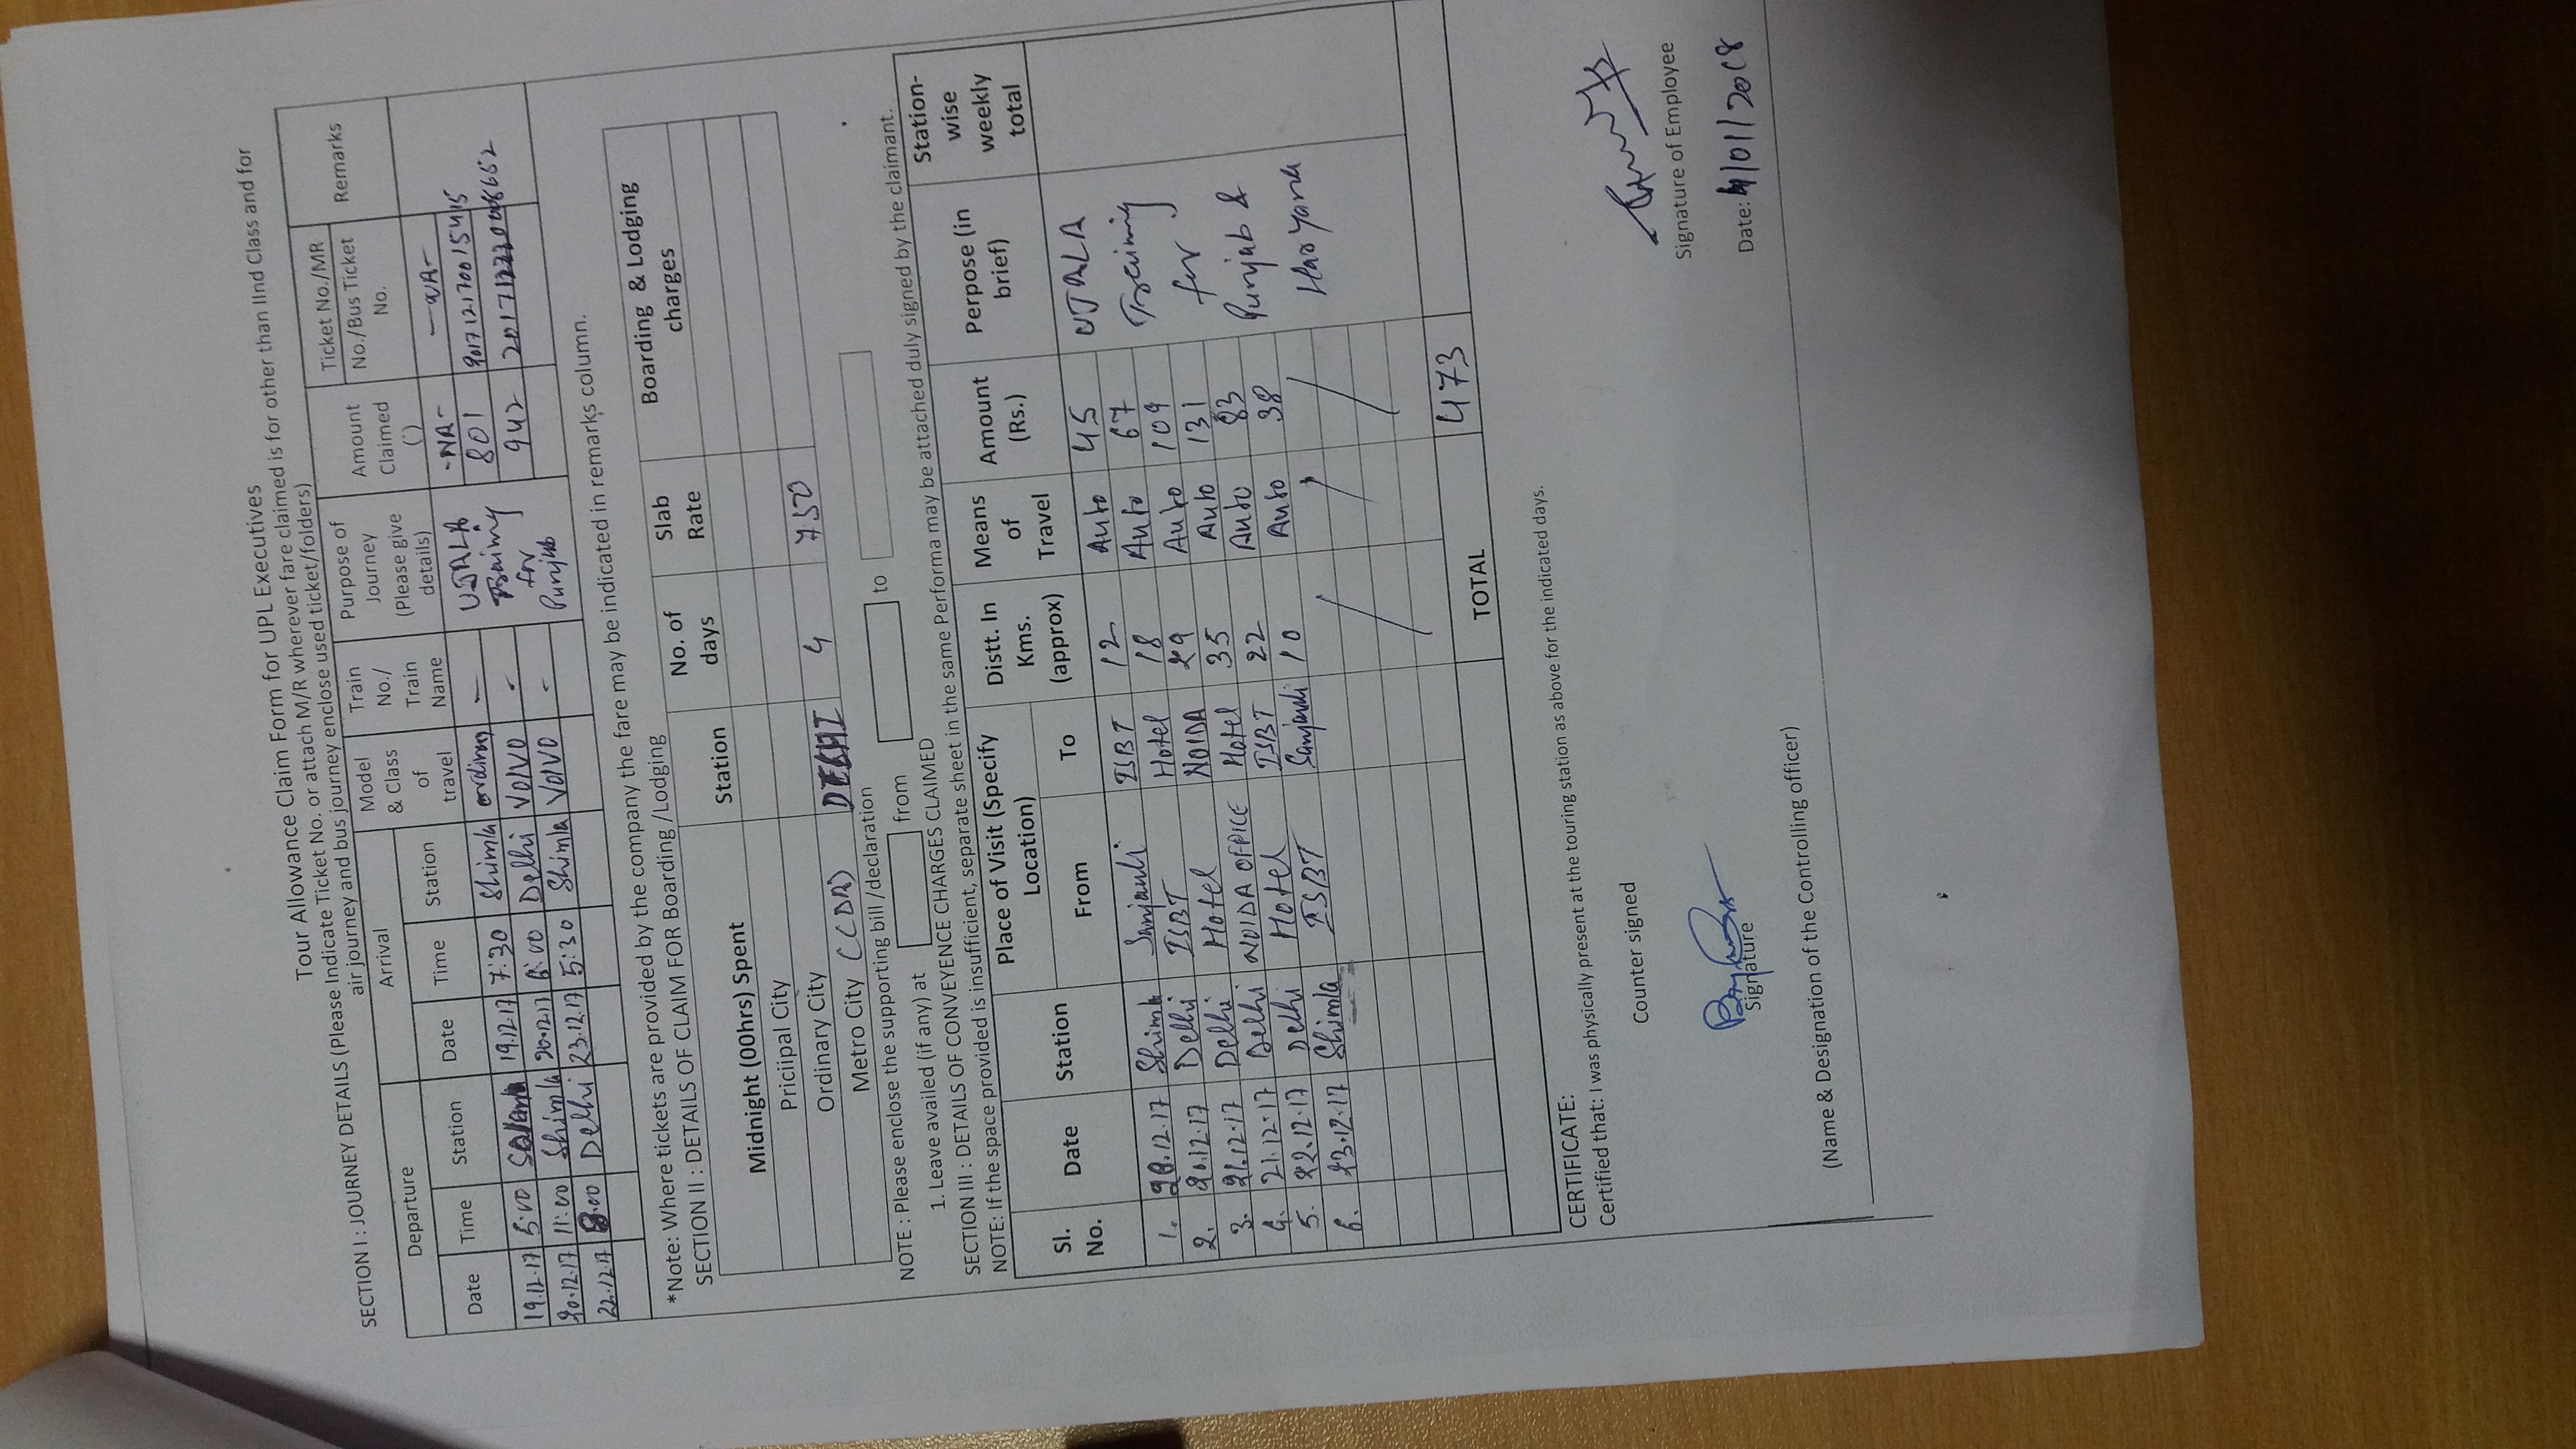 Tour Allowance Claim Form for UPL Executives
SECTION I : JOURNEY DETAILS (Please Indicate Ticket No. or attach M/R wherever fare claimed is for other than IInd Class and for
air journey and bus journey enclose used ticket/folders)
Departure Arrival Model & Class of travel Train No./ Train Name Purpose of Journey (Please give details) Amount Claimed (`) Ticket No./MR No./Bus Ticket No. Remarks
Date Time Station Date Time Station
19.12.17 5:00 19.12.17 7:30 Shimla ordinary — UJALA -NA- -NA-
20.12.17 11:00 Shimla 20.12.17 6:00 Delhi VOLVO - Training for 801
22.12.17 8:00 Delhi 23.12.17 5:30 Shimla VOLVO - Punjab 942
*Note: Where tickets are provided by the company the fare may be indicated in remarks column.
SECTION II : DETAILS OF CLAIM FOR Boarding /Lodging
Midnight (00hrs) Spent Station No. of days Slab Rate Boarding & Lodging charges
Priciipal City
Ordinary City
Metro City (CDA) DELHI 4 750
NOTE : Please enclose the supporting bill /declaration
1. Leave availed (if any) at from to
SECTION III : DETAILS OF CONVEYENCE CHARGES CLAIMED
NOTE: If the space provided is insufficient, separate sheet in the same Performa may be attached duly signed by the claimant.
Sl. No. Date Station Place of Visit (Specify Location) Distt. In Kms. (approx) Means of Travel Amount (Rs.) Perpose (in brief) Station-wise weekly total
From To
1. 20.12.17 Shimla Sanjauli ISBT 12 Auto 45 UJALA
2. 20.12.17 Delhi ISBT Hotel 18 Auto 67 Training
3. 21.12.17 Delhi Hotel NOIDA 29 Auto 109 for
4. 21.12.17 Delhi NOIDA OFFICE Hotel 35 Auto 131 Punjab &
5. 22.12.17 Delhi Hotel ISBT 22 Auto 83 Haryana
6. 23.12.17 Shimla ISBT Sanjauli 10 Auto 38
TOTAL 473
CERTIFICATE:
Certified that: I was physically present at the touring station as above for the indicated days.
Counter signed
Signature of Employee
Signature
Date: 4/01/2018
(Name & Designation of the Controlling officer)